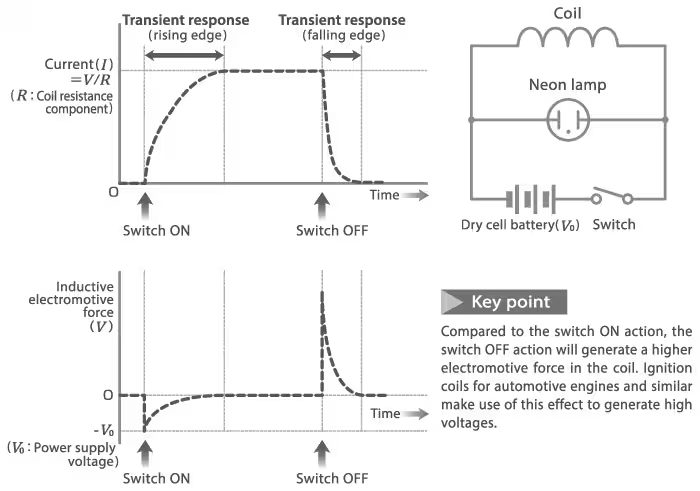 Transient response
(rising edge)
Transient response
(falling edge)
Current(I)
=V/R
(R:Coil resistance
component)
O
Time
Switch ON
Switch OFF
Coil
Neon lamp
Dry cell battery(V₀)
Switch
Inductive
electromotive
force
(V)
O
-V₀
(V₀:Power supply
voltage)
Time
Switch ON
Switch OFF
Key point
Compared to the switch ON action, the
switch OFF action will generate a higher
electromotive force in the coil. Ignition
coils for automotive engines and similar
make use of this effect to generate high
voltages.